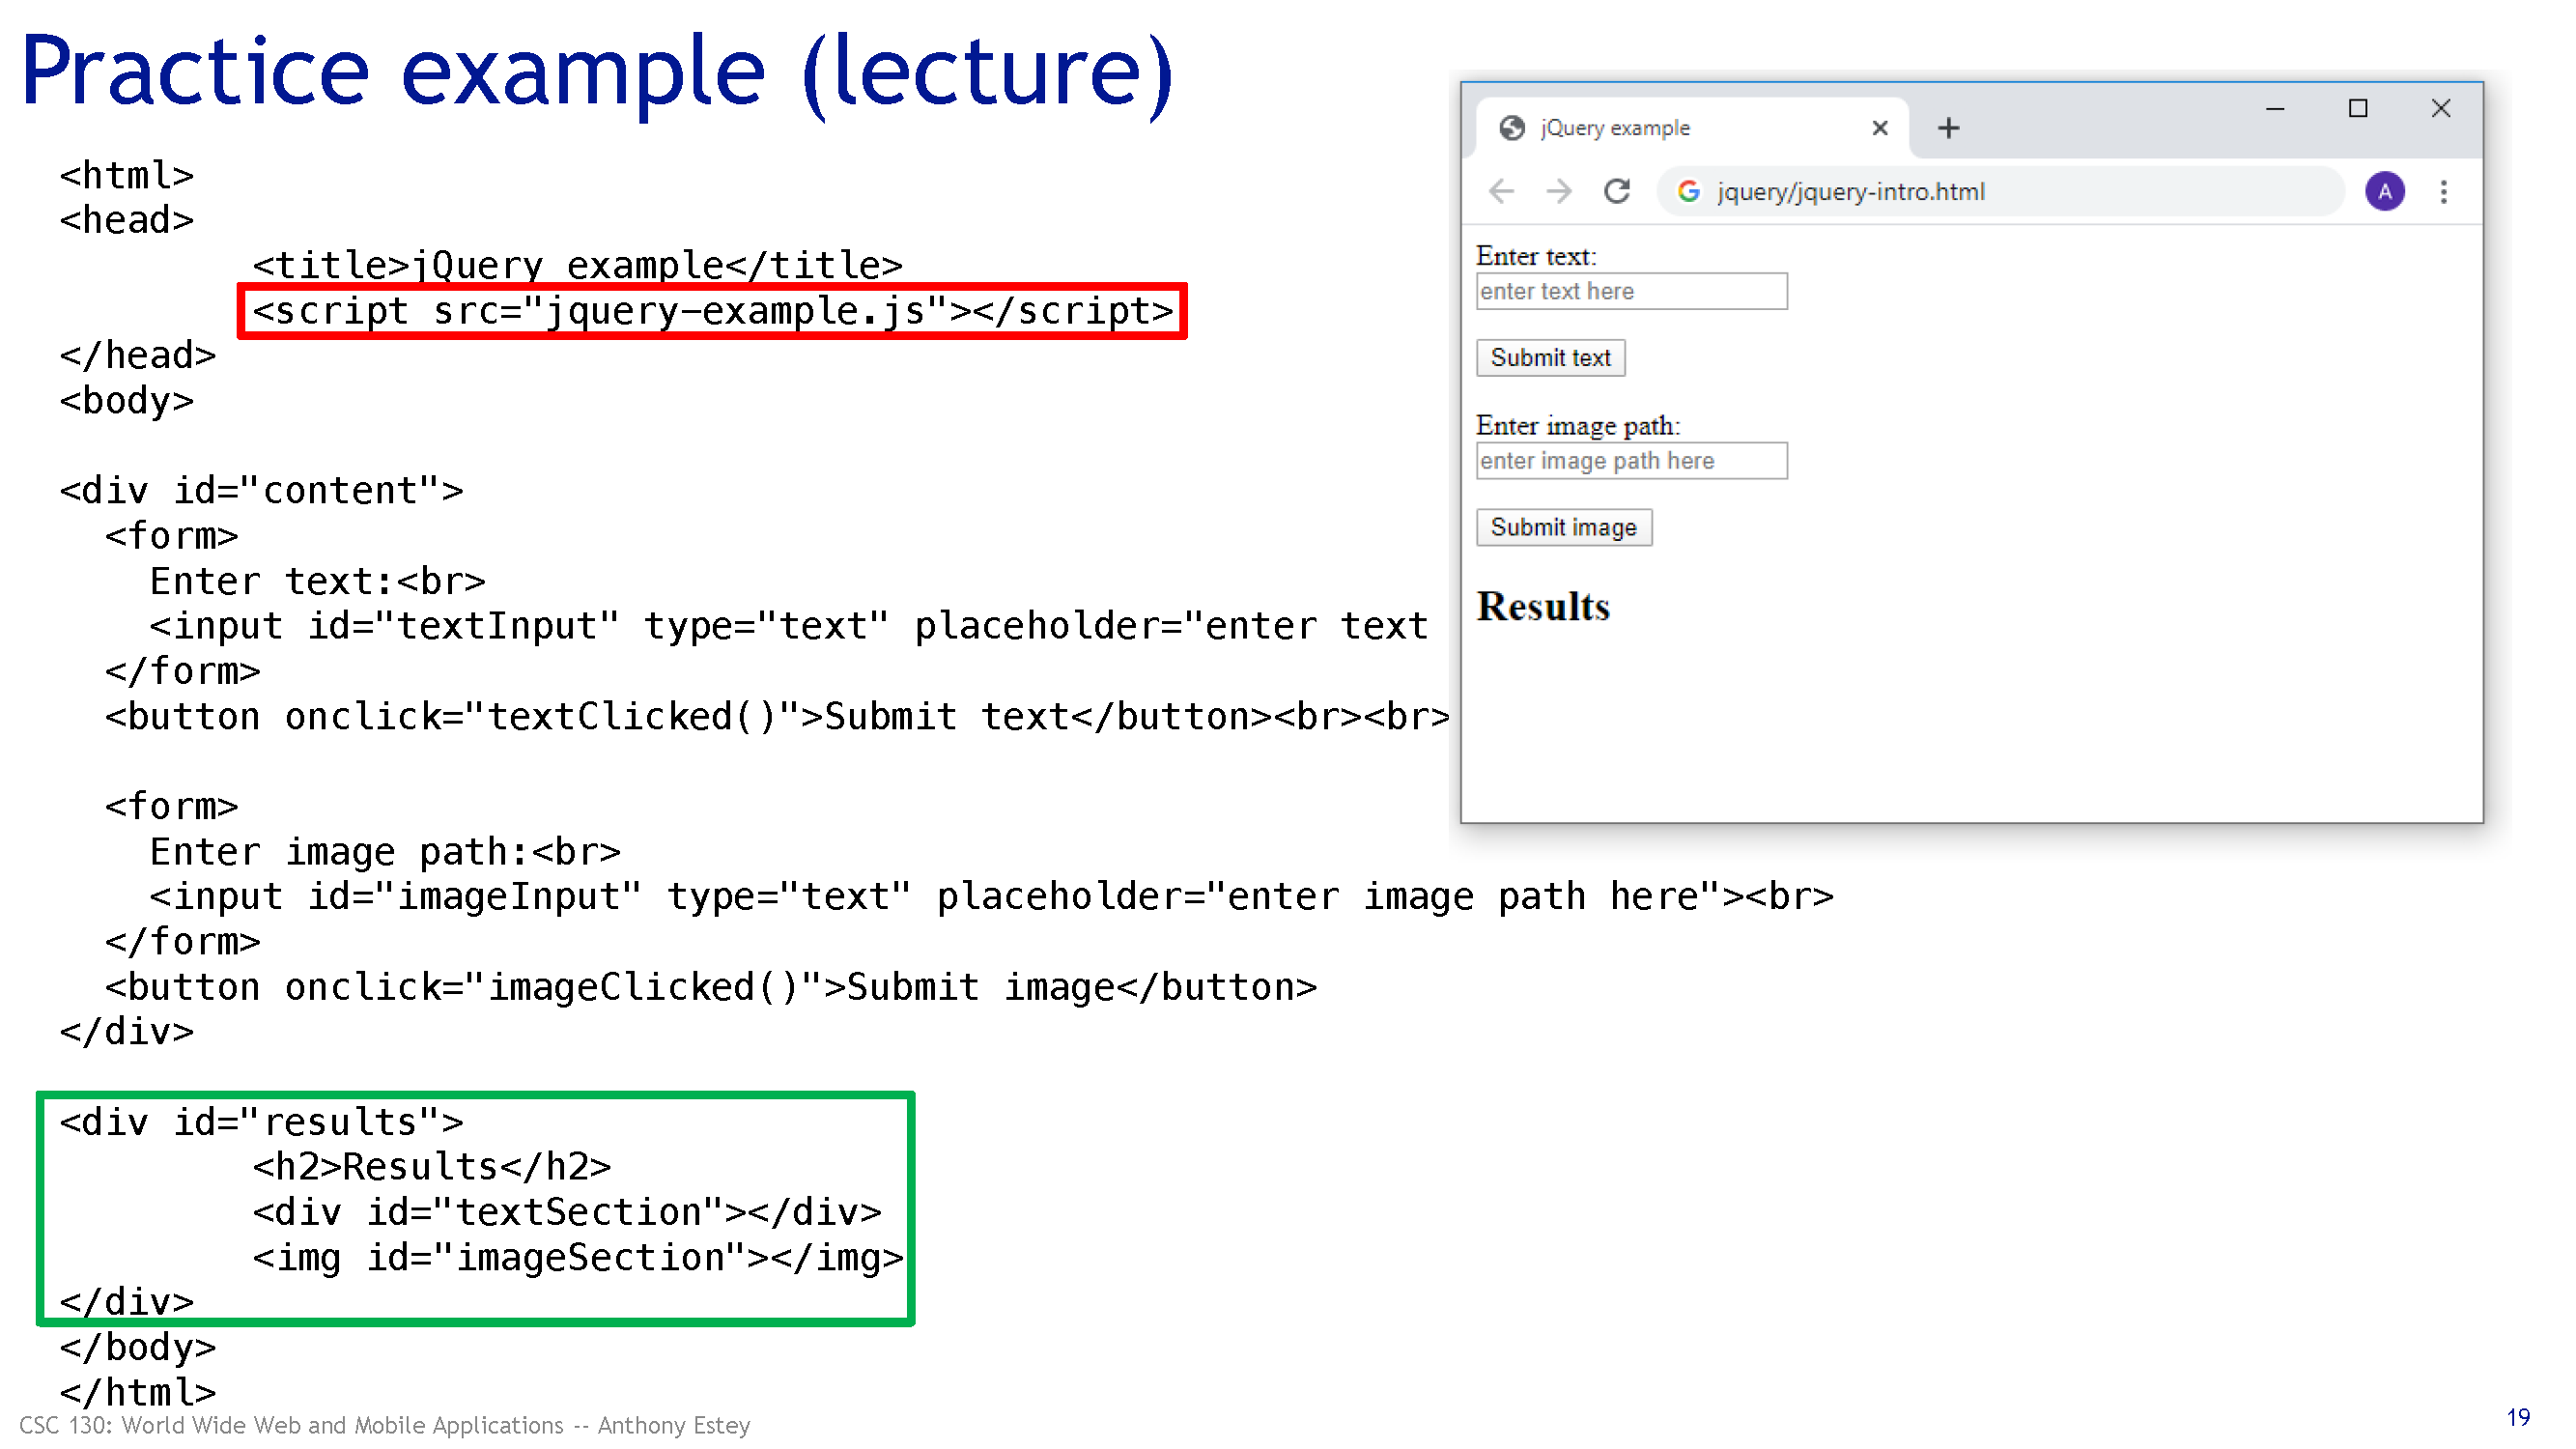 Practice example (lecture)
<html>
<head>
<title>jQuery example</title>
<script src="jquery-example.js"></script>
</head>
<body>
<div id="content">
<form>
Enter text:<br>
<input id="textInput" type="text" placeholder="enter text
</form>
<button onclick="textClicked()">Submit text</button><br><br>
<form>
Enter image path:<br>
<input id="imageInput" type="text" placeholder="enter image path here"><br>
</form>
<button onclick="imageClicked()">Submit image</button>
</div>
<div id="results">
<h2>Results</h2>
<div id="textSection"></div>
<img id="imageSection"></img>
</div>
</body>
</html>
jQuery example
jquery/jquery-intro.html
A
Enter text:
enter text here
Submit text
Enter image path:
enter image path here
Submit image
Results
CSC 130: World Wide Web and Mobile Applications -- Anthony Estey
19